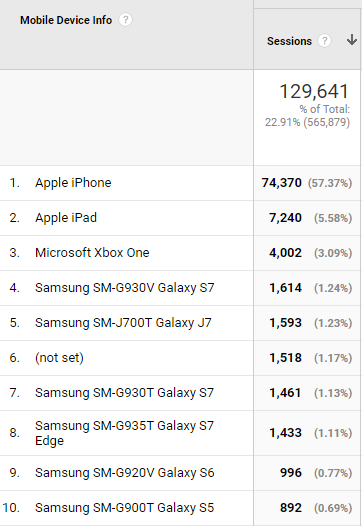 Mobile Device Info ?
Sessions ?
129,641
% of Total:
22.91% (565,879)
1. Apple iPhone 74,370 (57.37%)
2. Apple iPad 7,240 (5.58%)
3. Microsoft Xbox One 4,002 (3.09%)
4. Samsung SM-G930V Galaxy S7 1,614 (1.24%)
5. Samsung SM-J700T Galaxy J7 1,593 (1.23%)
6. (not set) 1,518 (1.17%)
7. Samsung SM-G930T Galaxy S7 1,461 (1.13%)
8. Samsung SM-G935T Galaxy S7
Edge 1,433 (1.11%)
9. Samsung SM-G920V Galaxy S6 996 (0.77%)
10. Samsung SM-G900T Galaxy S5 892 (0.69%)